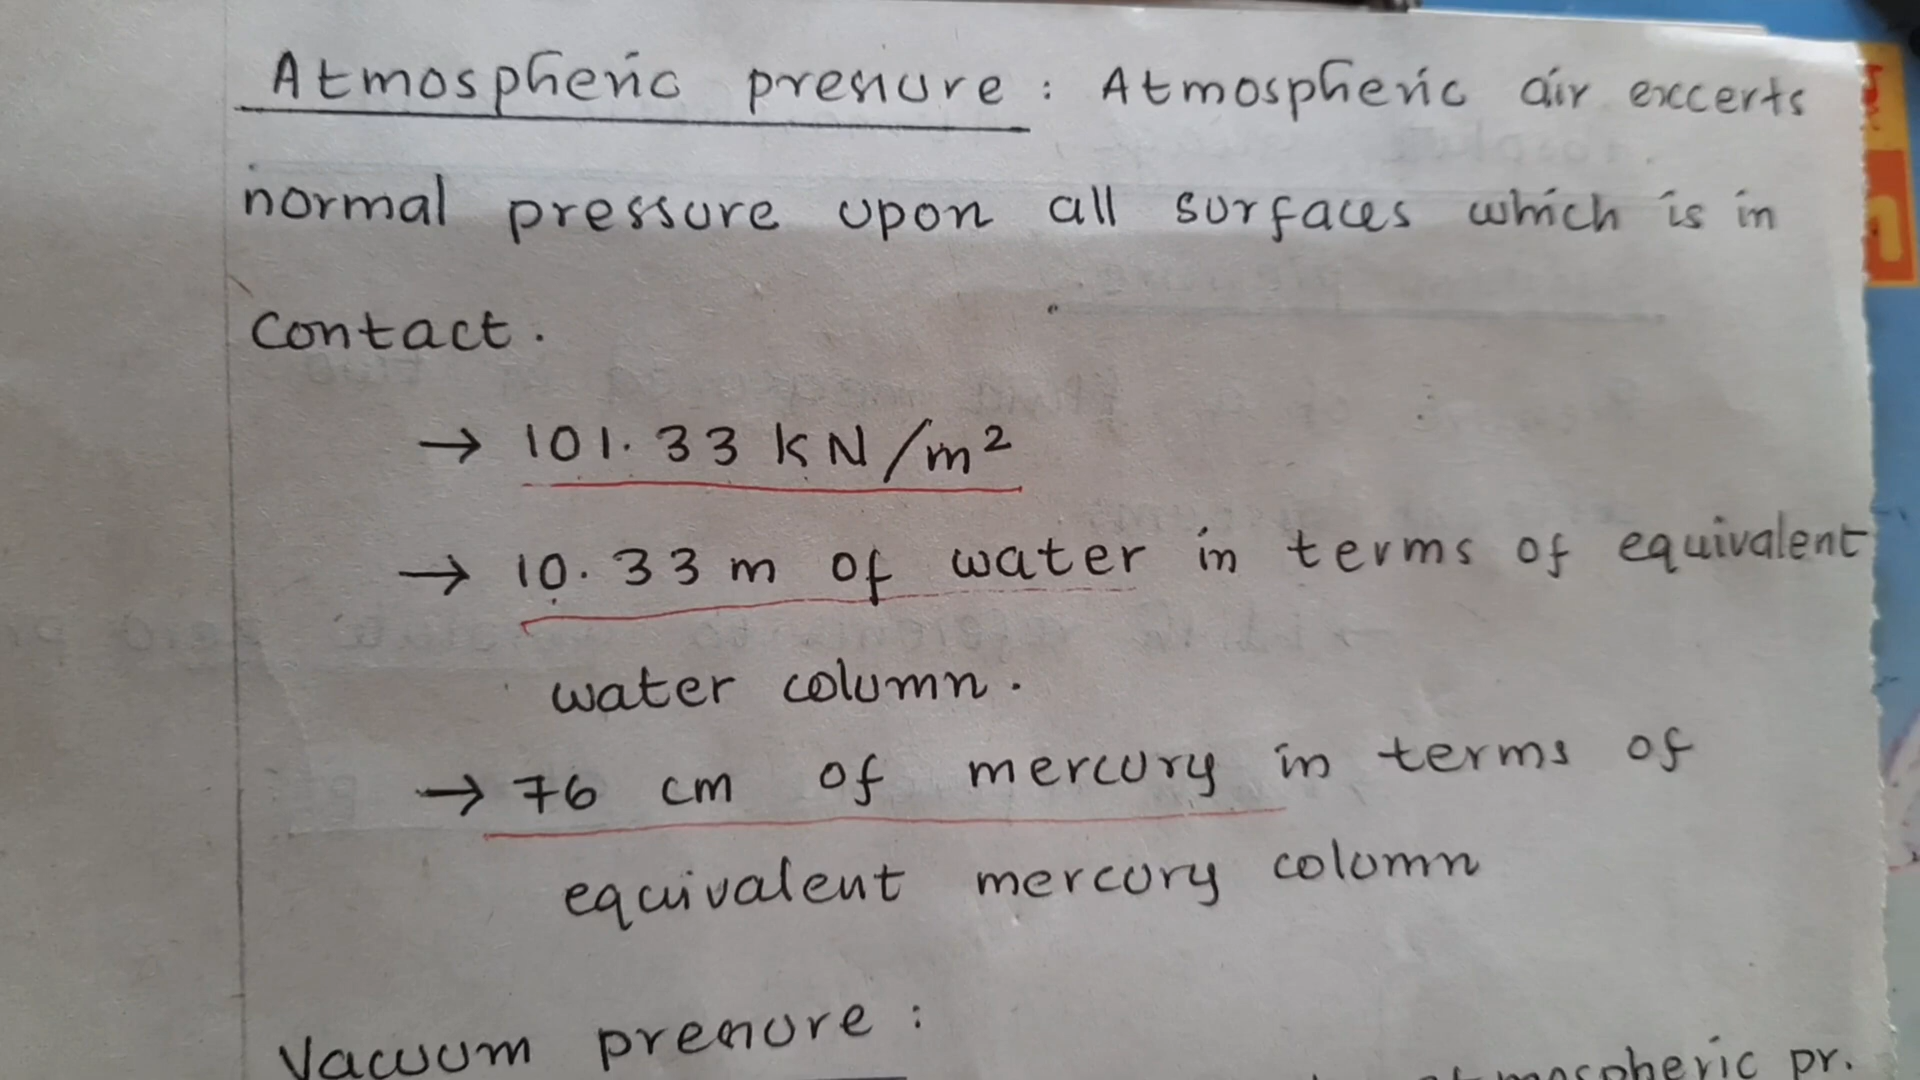 Atmospheric pressure : Atmospheric air excerts
normal pressure upon all surfaces which is in
contact.
→ 101.33 kN/m²
→ 10.33 m of water in terms of equivalent
water column.
→ 76 cm of mercury in terms of
equivalent mercury column
Vacuum pressure :
atmospheric pr.